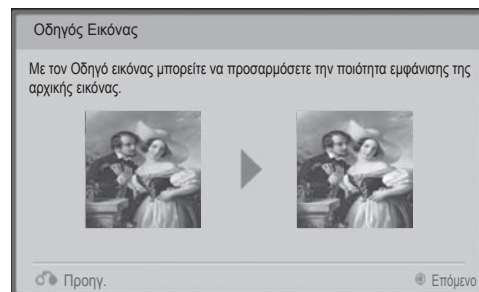 Οδηγός Εικόνας
Με τον Οδηγό εικόνας μπορείτε να προσαρμόσετε την ποιότητα εμφάνισης της
αρχικής εικόνας.
Προηγ.
Επόμενο